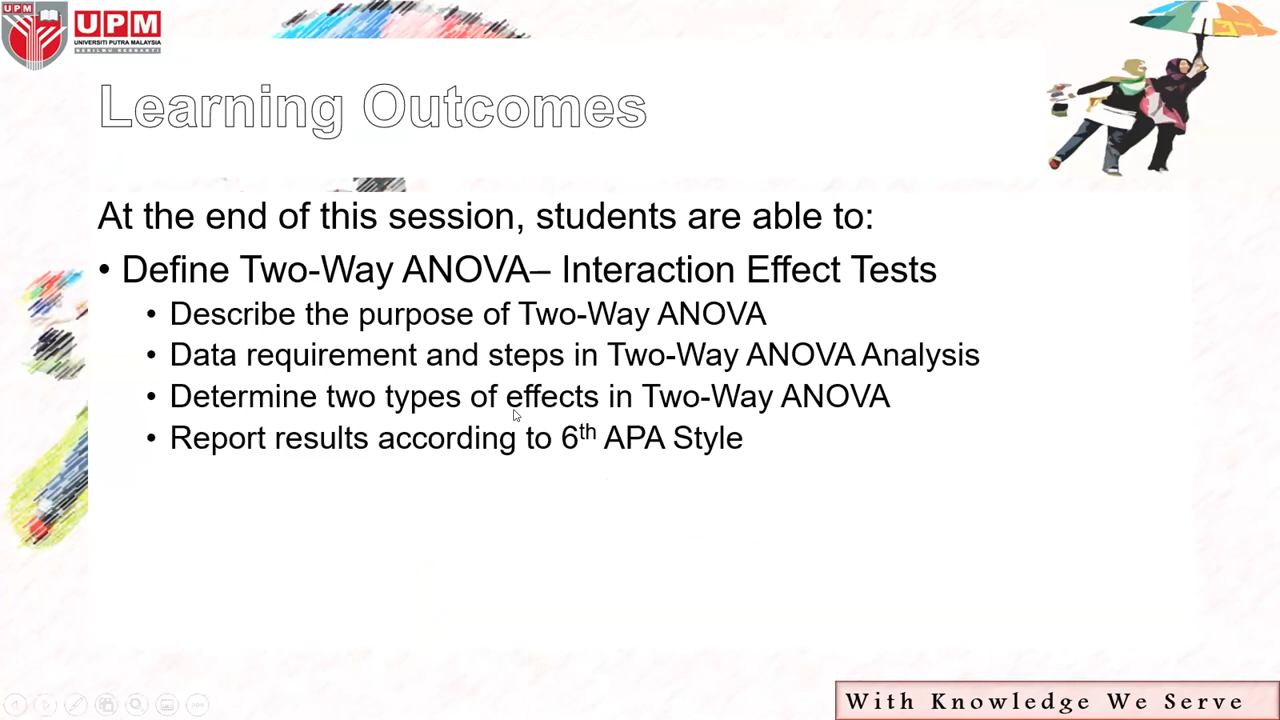 UPM
UPM
UNIVERSITI PUTRA MALAYSIA
BERILMU BERBAKTI
Learning Outcomes
At the end of this session, students are able to:
• Define Two-Way ANOVA– Interaction Effect Tests
• Describe the purpose of Two-Way ANOVA
• Data requirement and steps in Two-Way ANOVA Analysis
• Determine two types of effects in Two-Way ANOVA
• Report results according to 6th APA Style
With Knowledge We Serve